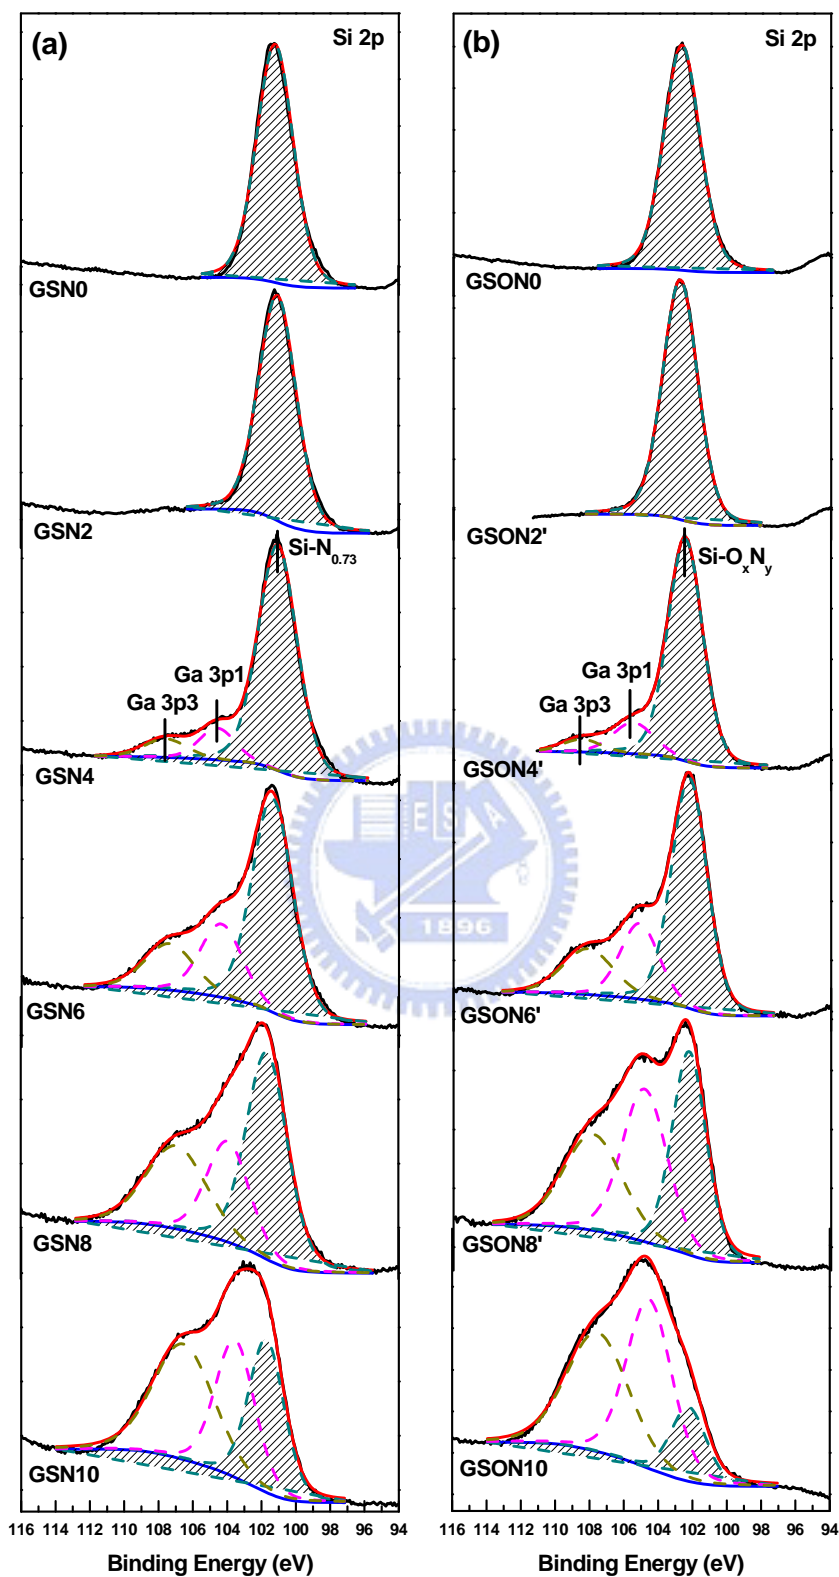 (a)
Si 2p
GSN0
GSN2
Si-N0.73
Ga 3p1
Ga 3p3
GSN4
GSN6
GSN8
GSN10
116 114 112 110 108 106 104 102 100 98 96 94
Binding Energy (eV)
(b)
Si 2p
GSON0
GSON2'
Si-OxNy
Ga 3p1
Ga 3p3
GSON4'
GSON6'
GSON8'
GSON10
116 114 112 110 108 106 104 102 100 98 96 94
Binding Energy (eV)
E S A
1896